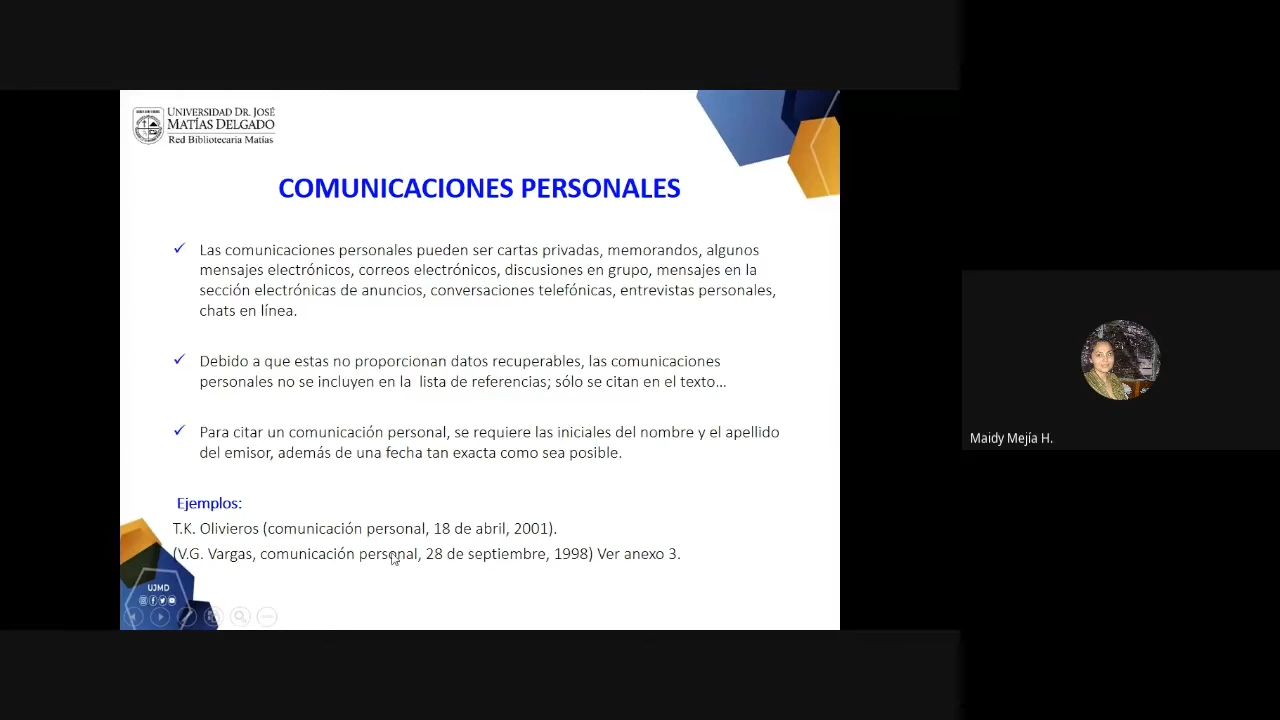 UNIVERSIDAD DR. JOSÉ
MATÍAS DELGADO
Red Bibliotecaria Matías
COMUNICACIONES PERSONALES
✓ Las comunicaciones personales pueden ser cartas privadas, memorandos, algunos
mensajes electrónicos, correos electrónicos, discusiones en grupo, mensajes en la
sección electrónicas de anuncios, conversaciones telefónicas, entrevistas personales,
chats en línea.
✓ Debido a que estas no proporcionan datos recuperables, las comunicaciones
personales no se incluyen en la lista de referencias; sólo se citan en el texto...
✓ Para citar un comunicación personal, se requiere las iniciales del nombre y el apellido
del emisor, además de una fecha tan exacta como sea posible.
Ejemplos:
T.K. Olivieros (comunicación personal, 18 de abril, 2001).
(V.G. Vargas, comunicación personal, 28 de septiembre, 1998) Ver anexo 3.
UJMD
Maidy Mejía H.